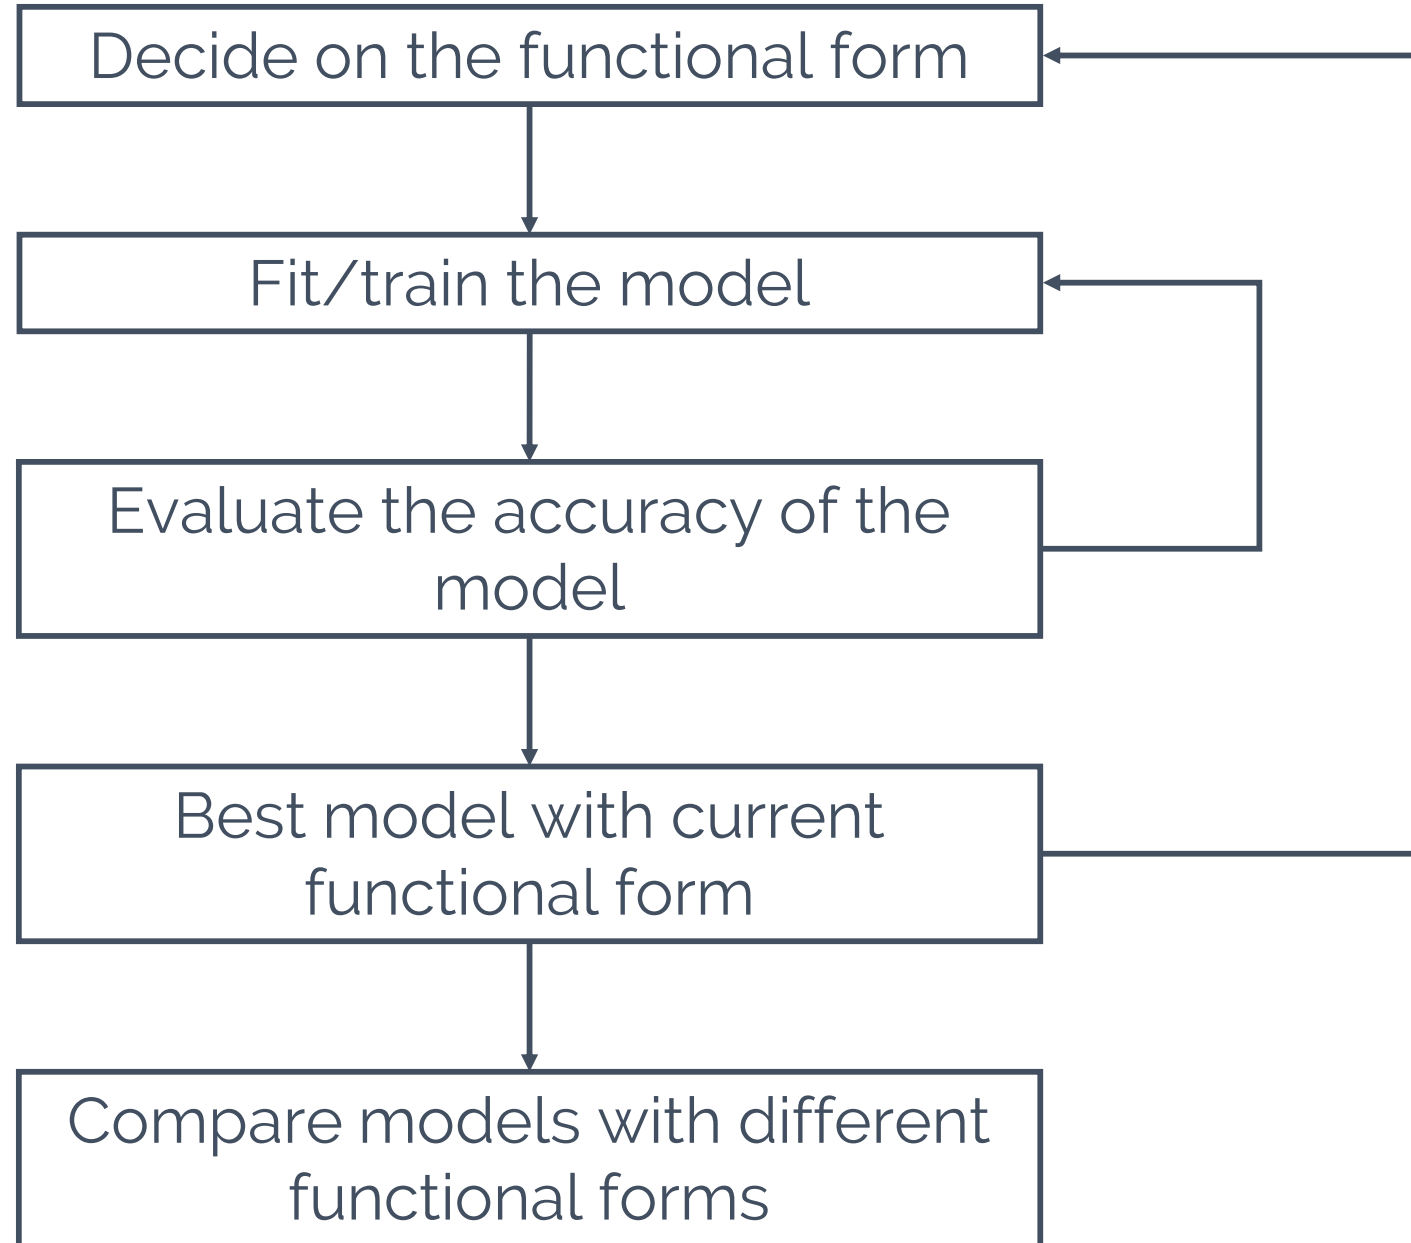 Decide on the functional form
Fit/train the model
Evaluate the accuracy of the
model
Best model with current
functional form
Compare models with different
functional forms